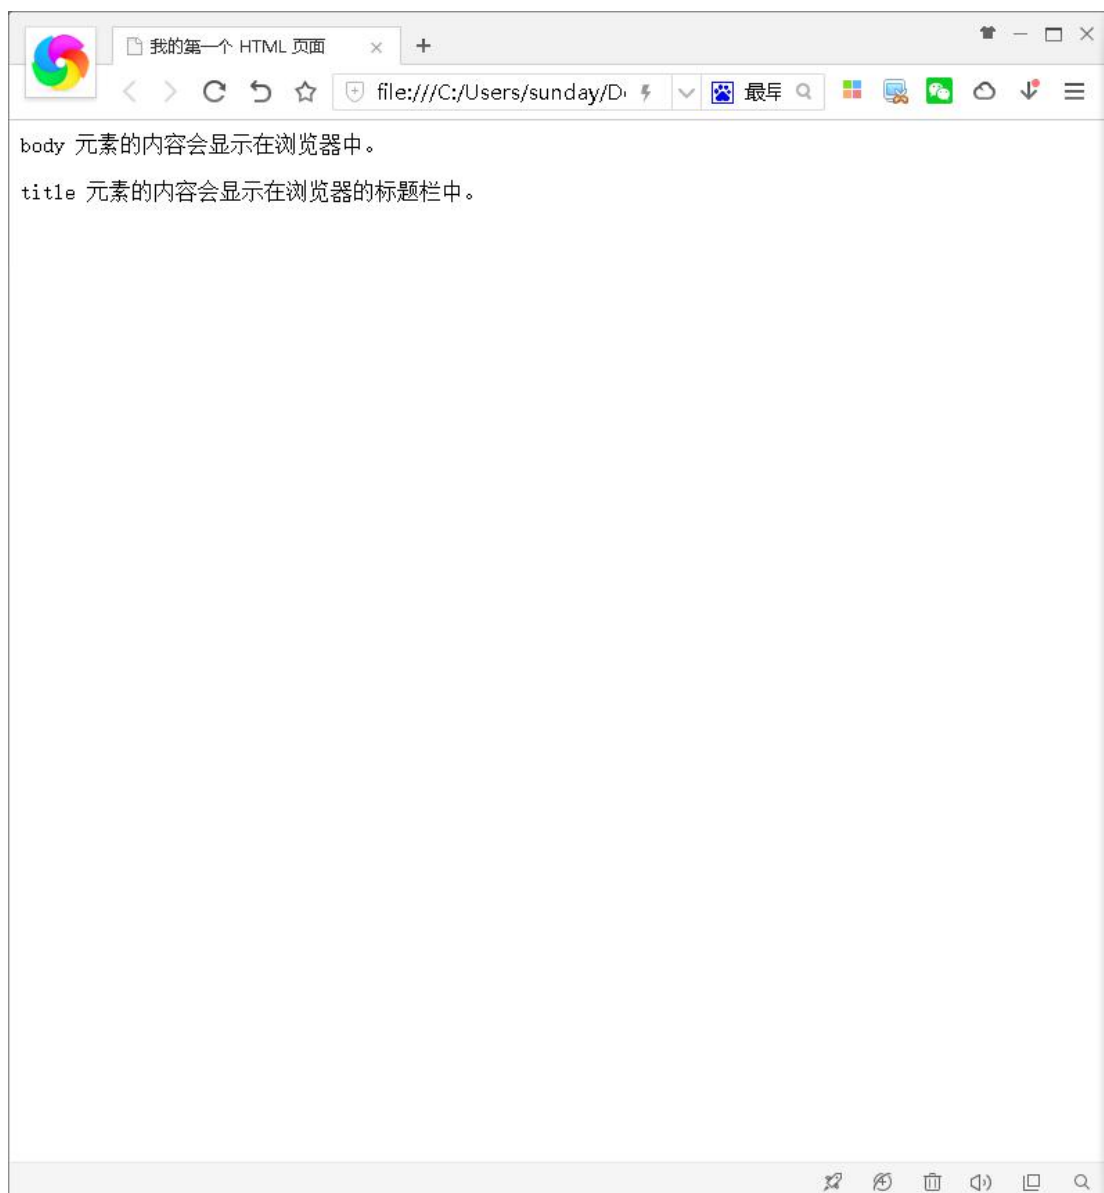 我的第一个 HTML 页面
file:///C:/Users/sunday/D
body 元素的内容会显示在浏览器中。
title 元素的内容会显示在浏览器的标题栏中。